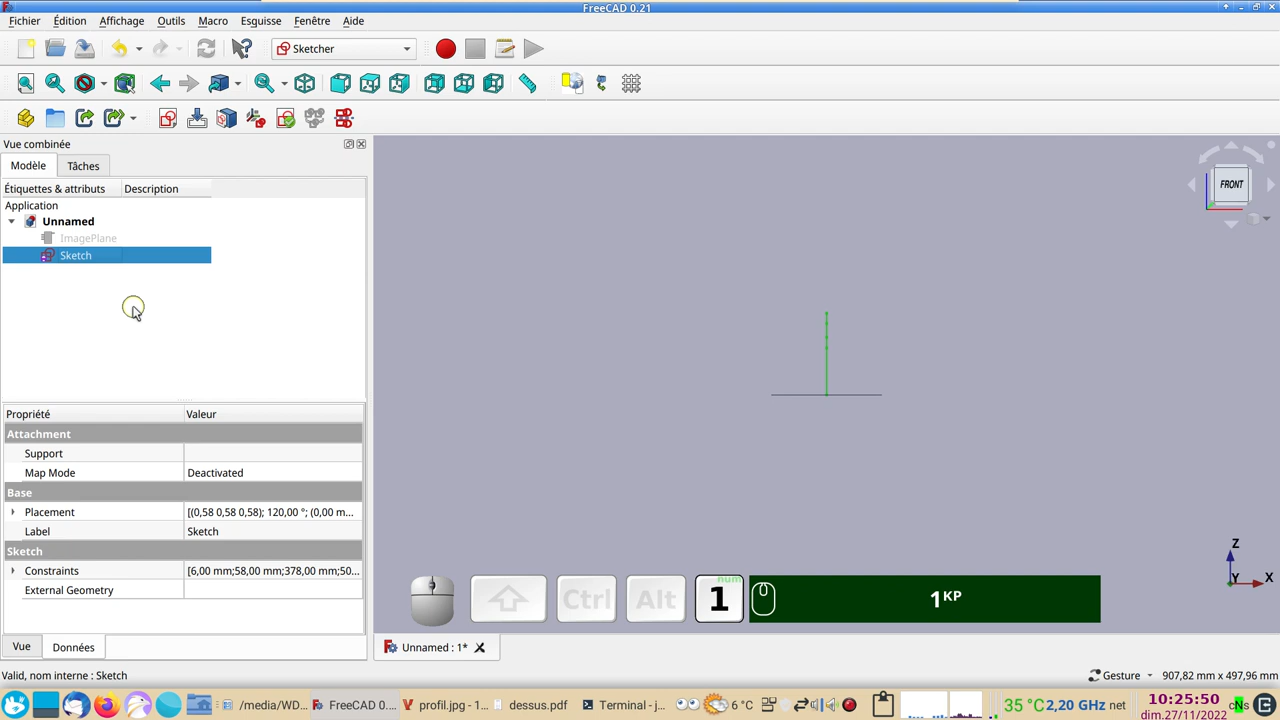 FreeCAD 0.21
Fichier Édition Affichage Outils Macro Esguisse Fenêtre Aide
Sketcher
Vue combinée
Modèle Tâches
Étiquettes & attributs Description
Application
Unnamed
ImagePlane
Sketch
FRONT
Propriété Valeur
Attachment
Support
Map Mode Deactivated
Base
Placement [(0,58 0,58 0,58); 120,00 °; (0,00 m...
Label Sketch
Sketch
Constraints [6,00 mm;58,00 mm;378,00 mm;50...
External Geometry
Z
Y X
num
Ctrl Alt 1 1KP
Vue Données
Unnamed : 1*
Valid, nom interne : Sketch
Gesture 907,82 mm x 497,96 mm
/media/WD... FreeCAD 0.... profil.jpg - 1... dessus.pdf Terminal - j... 6 °C 35 °C 2,20 GHz net 10:25:50 cNs
dim.27/11/2022